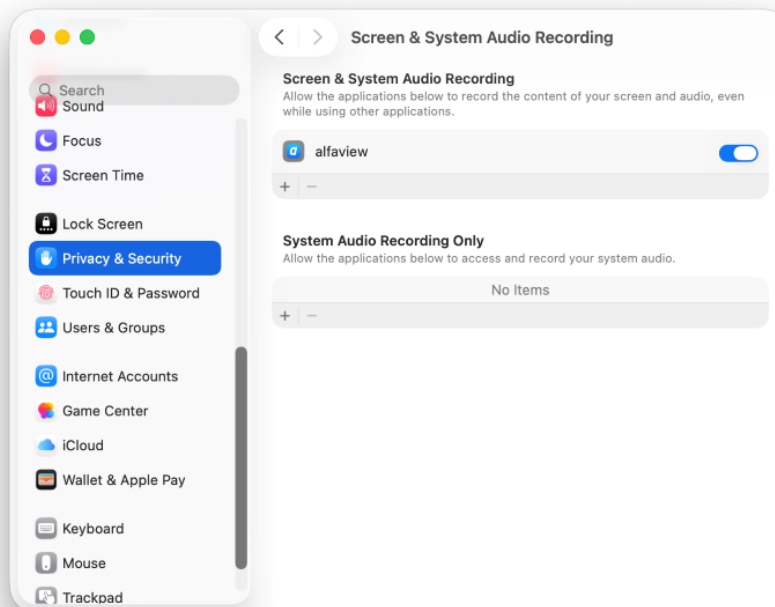 Search
Sound
Focus
Screen Time
Lock Screen
Privacy & Security
Touch ID & Password
Users & Groups
Internet Accounts
Game Center
iCloud
Wallet & Apple Pay
Keyboard
Mouse
Trackpad
Screen & System Audio Recording
Screen & System Audio Recording
Allow the applications below to record the content of your screen and audio, even
while using other applications.
alfaview
System Audio Recording Only
Allow the applications below to access and record your system audio.
No Items